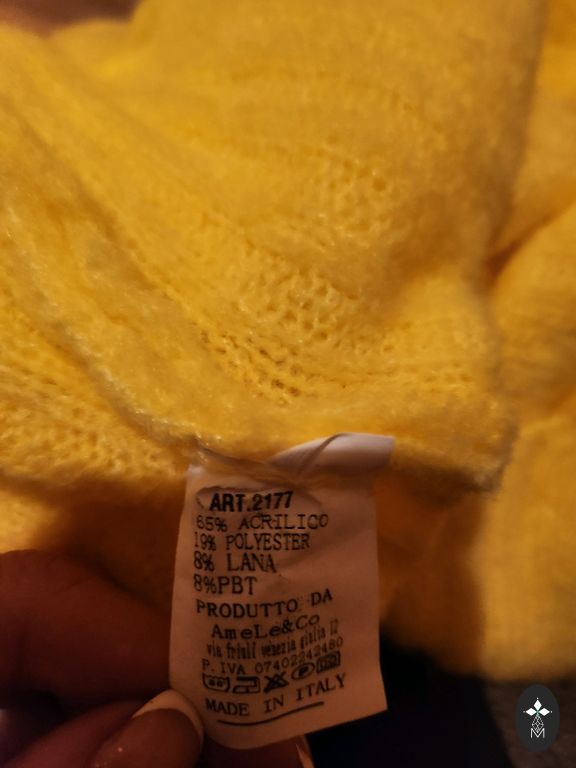 ART.2177
65% ACRILICO
19% POLYESTER
8% LANA
8%PBT
PRODUTTO DA
AmeLe&Co
via friuli venezia giulia 12
P. IVA 07402242480
MADE IN ITALY
M